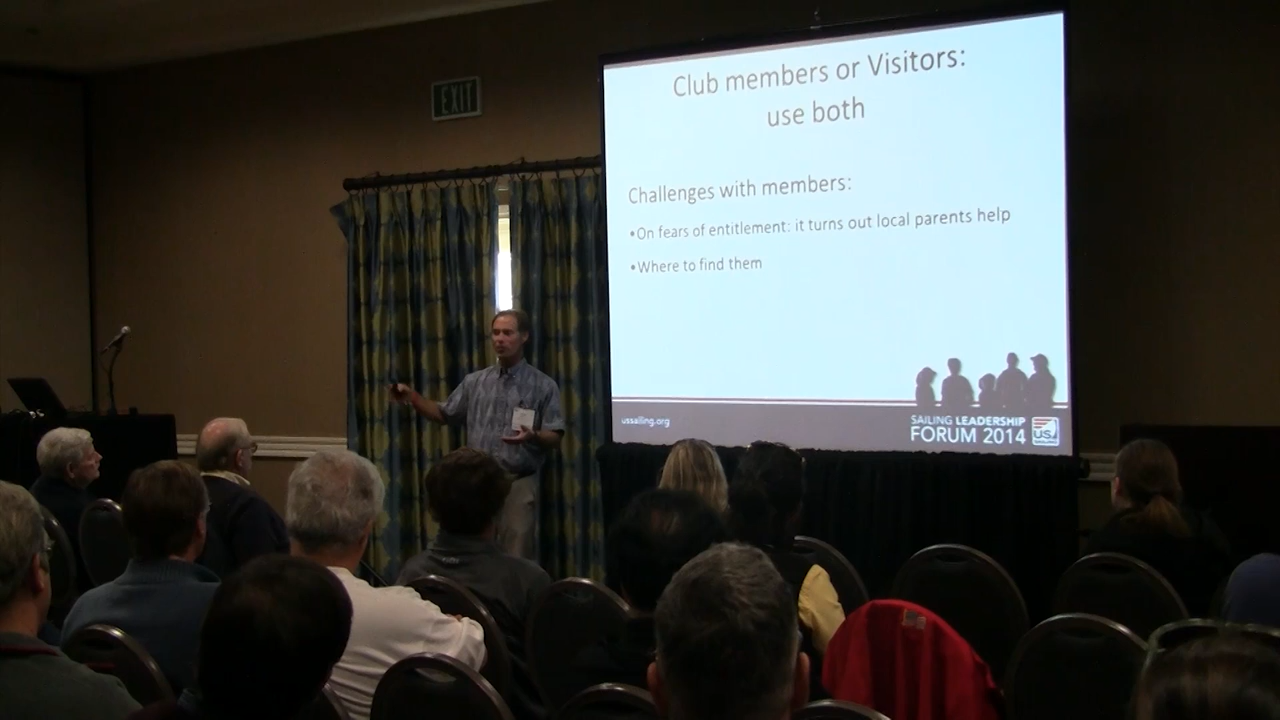 EXIT
Club members or Visitors:
use both
Challenges with members:
•On fears of entitlement: it turns out local parents help
•Where to find them
ussailing.org
SAILING LEADERSHIP
FORUM 2014
US
SAILING